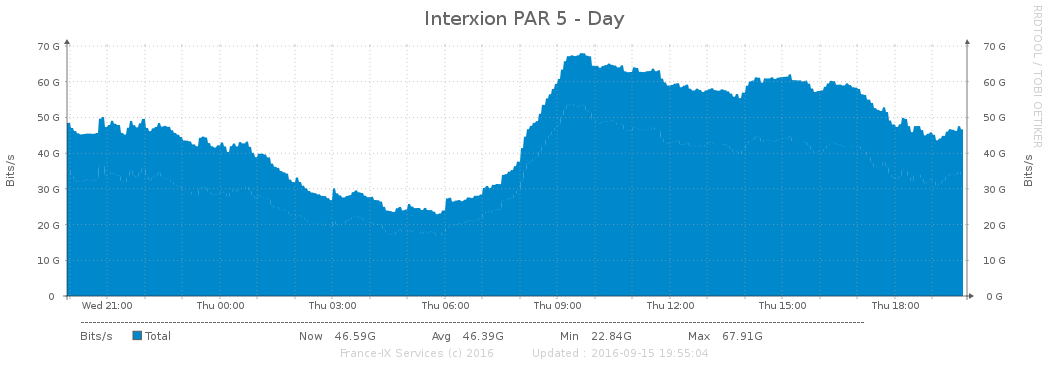 Interxion PAR 5 - Day
RRDTOOL / TOBI OETIKER
Bits/s
70 G
60 G
50 G
40 G
30 G
20 G
10 G
0
70 G
60 G
50 G
40 G
30 G
20 G
10 G
0 G
Bits/s
Wed 21:00 Thu 00:00 Thu 03:00 Thu 06:00 Thu 09:00 Thu 12:00 Thu 15:00 Thu 18:00
Bits/s Total Now 46.59G Avg 46.39G Min 22.84G Max 67.91G
France-IX Services (c) 2016 Updated : 2016-09-15 19:55:04